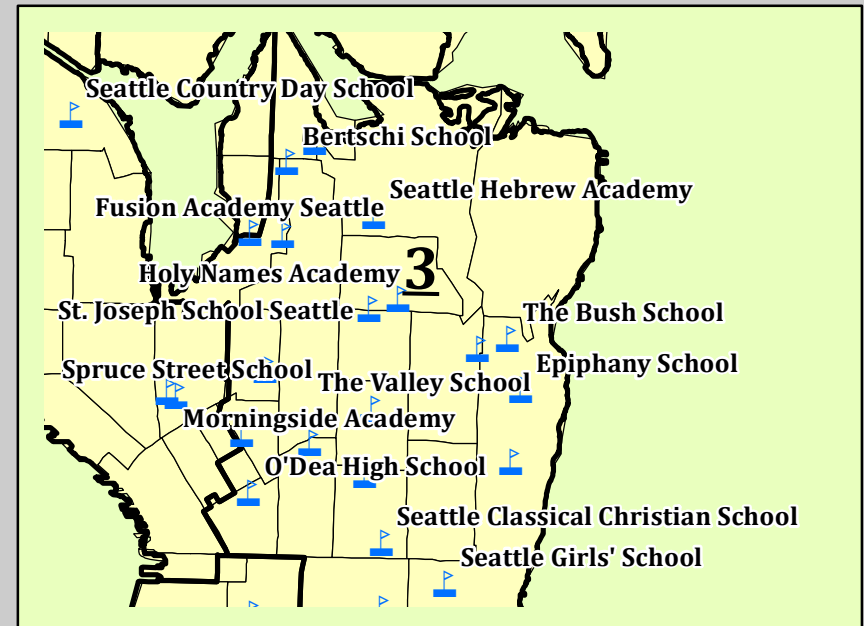 Seattle Country Day School
Bertschi School
Seattle Hebrew Academy
Fusion Academy Seattle
Holy Names Academy
3
St. Joseph School Seattle
The Bush School
Epiphany School
Spruce Street School
The Valley School
Morningside Academy
O'Dea High School
Seattle Classical Christian School
Seattle Girls' School